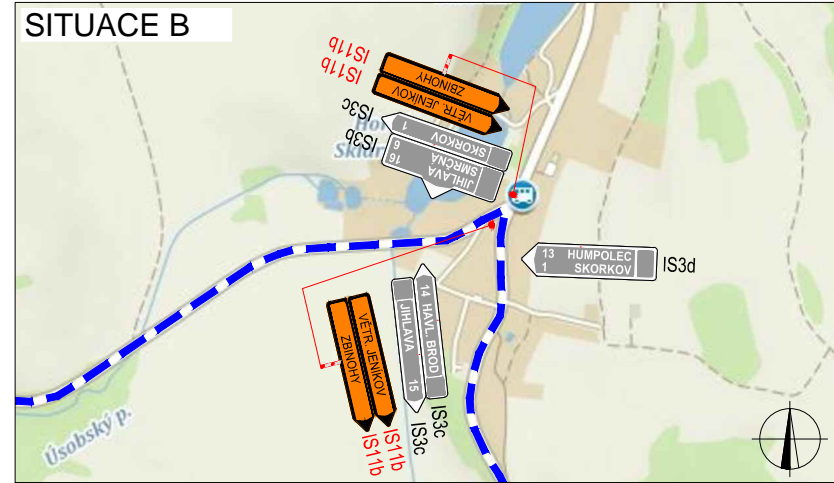 SITUACE B
IS11b
IS11b
ZBINOHY
VĚTR. JENÍKOV
IS3c
IS3b
1 SKORKOV
6 SMRČNÁ
16 JIHLAVA
13 HUMPOLEC
1 SKORKOV
IS3d
14 HAVL. BROD
JIHLAVA 15
VĚTR. JENÍKOV
ZBINOHY
IS3c
IS3c
IS11b
IS11b
Úsobský p.